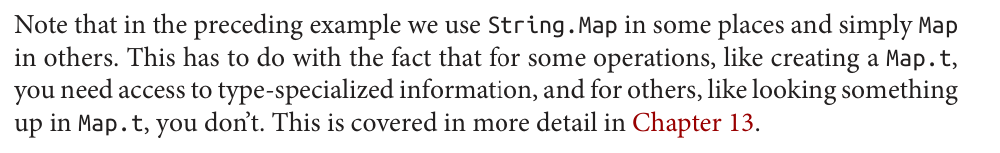 Note that in the preceding example we use String.Map in some places and simply Map
in others. This has to do with the fact that for some operations, like creating a Map.t,
you need access to type-specialized information, and for others, like looking something
up in Map.t, you don’t. This is covered in more detail in Chapter 13.